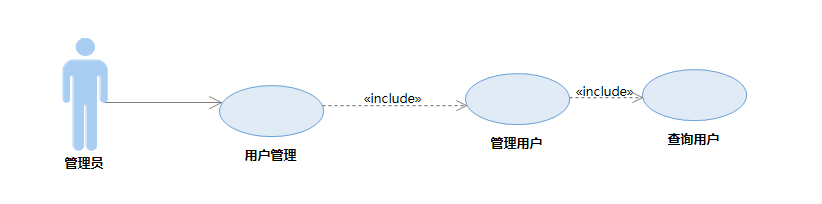 «include»
«include»
管理员
用户管理
管理用户
查询用户